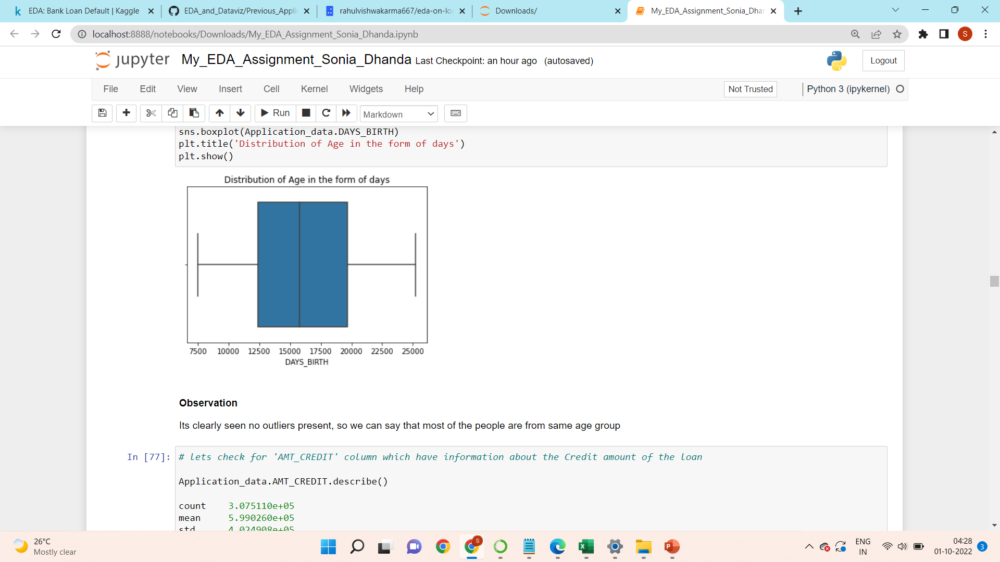 EDA: Bank Loan Default | Kaggle
EDA_and_Dataviz/Previous_Appli
rahulvishwakarma667/eda-on-loa
Downloads/
My_EDA_Assignment_Sonia_Dhan
localhost:8888/notebooks/Downloads/My_EDA_Assignment_Sonia_Dhanda.ipynb
S
jupyter My_EDA_Assignment_Sonia_Dhanda Last Checkpoint: an hour ago (autosaved)
Logout
File Edit View Insert Cell Kernel Widgets Help
Not Trusted
Python 3 (ipykernel)
Run
Markdown
sns.boxplot(Application_data.DAYS_BIRTH)
plt.title('Distribution of Age in the form of days')
plt.show()
Distribution of Age in the form of days
7500 10000 12500 15000 17500 20000 22500 25000
DAYS_BIRTH
Observation
Its clearly seen no outliers present, so we can say that most of the people are from same age group
In [77]: # lets check for 'AMT_CREDIT' column which have information about the Credit amount of the loan
Application_data.AMT_CREDIT.describe()
count 3.075110e+05
mean 5.990260e+05
std 4.024908e+05
26°C
Mostly clear
ENG
IN
04:28
01-10-2022
3